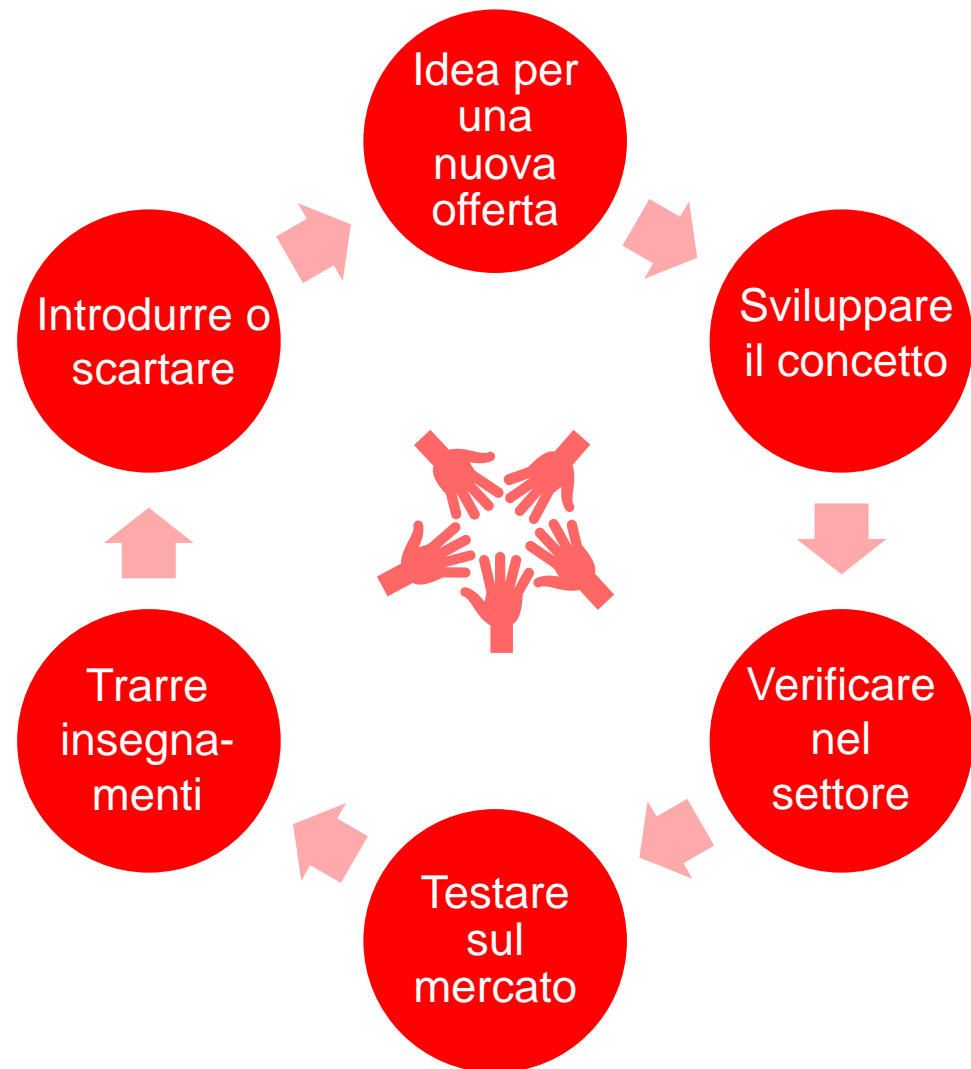 Idea per
una
nuova
offerta
Sviluppare
il concetto
Verificare
nel
settore
Testare
sul
mercato
Trarre
insegna-
menti
Introdurre o
scartare